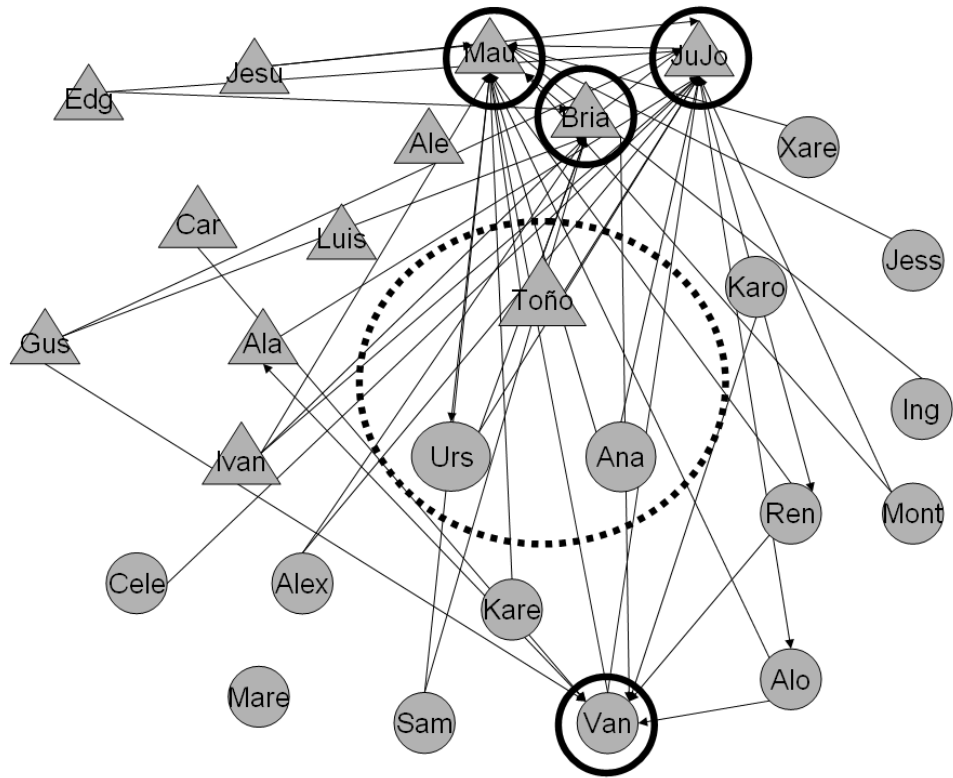 Mau
JuJo
Jesu
Edg
Bria
Ale
Xare
Car
Luis
Jess
Toño
Karo
Gus
Ala
Ing
Ivan
Urs
Ana
Ren
Mont
Cele
Alex
Kare
Mare
Sam
Van
Alo